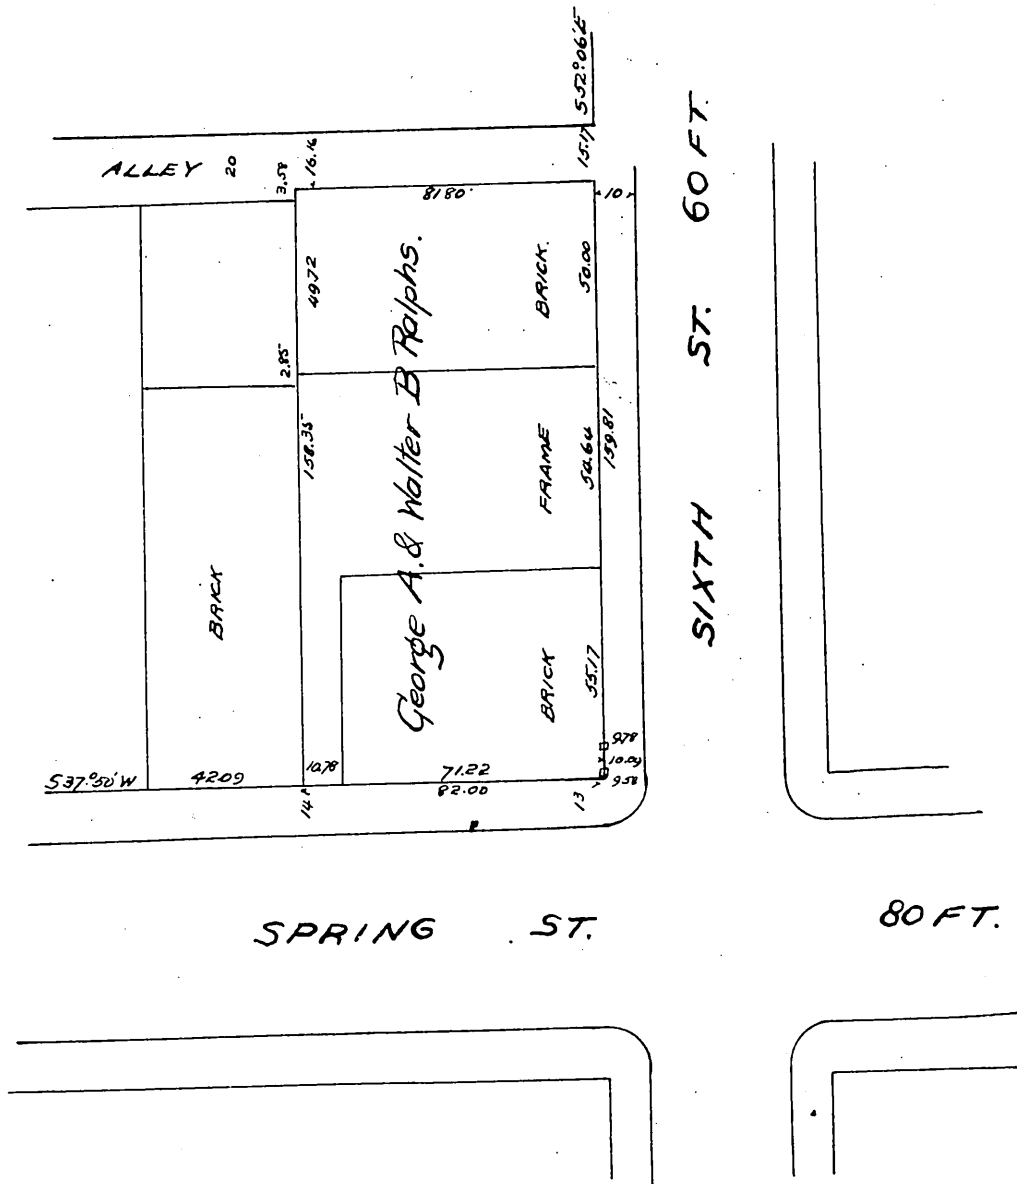 S52°06'E
ALLEY 20
3.58
16.16
15.17
81.80
10
49.72
BRICK.
50.00
2.85
158.35
George A. & Walter B Ralphs.
FRAME
50.64
159.81
BRICK
BRICK
55.17
9.78
10.59
9.58
S37°50'W
42.09
10.78
71.22
82.00
14
13
SIXTH ST. 60 FT.
SPRING ST. 80 FT.